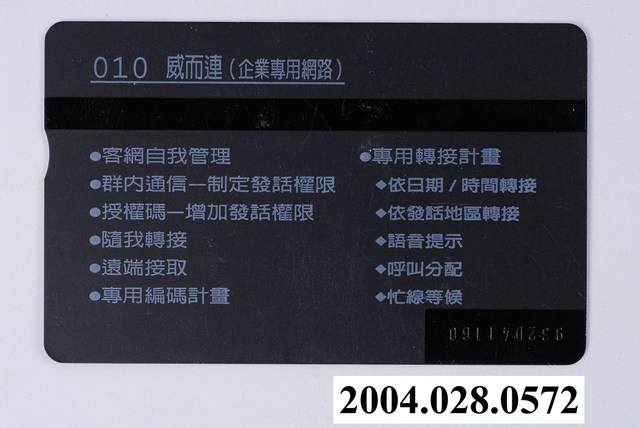 010 威而連(企業專用網路)
●客網自我管理
●群內通信—制定發話權限
●授權碼—增加發話權限
●隨我轉接
●遠端接取
●專用編碼計畫
●專用轉接計畫
◆依日期/時間轉接
◆依發話地區轉接
◆語音提示
◆呼叫分配
◆忙線等候
2004.028.0572